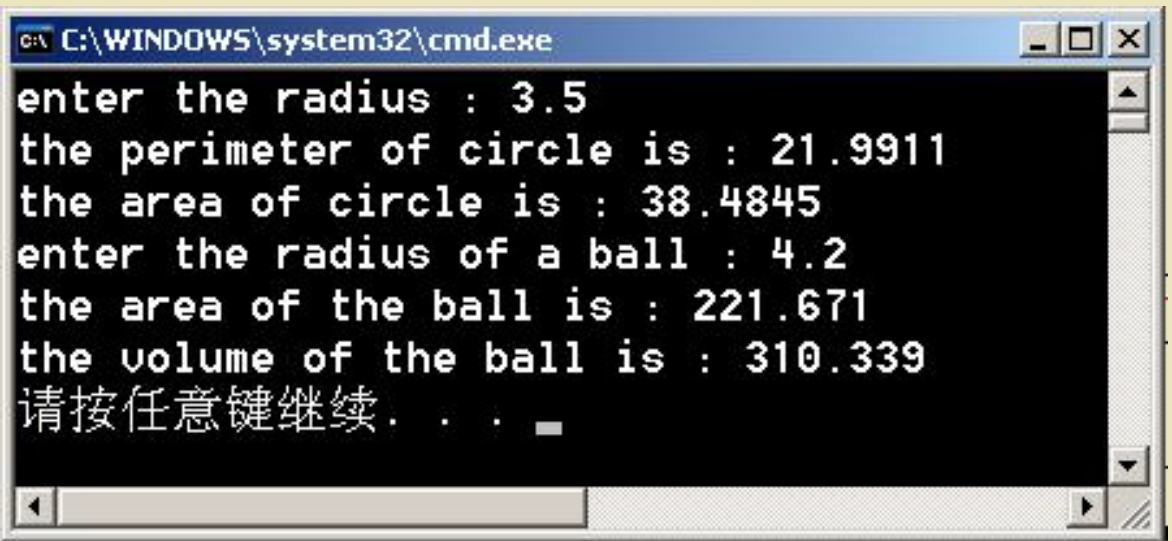 C:\WINDOWS\system32\cmd.exe
enter the radius : 3.5
the perimeter of circle is : 21.9911
the area of circle is : 38.4845
enter the radius of a ball : 4.2
the area of the ball is : 221.671
the volume of the ball is : 310.339
请按任意键继续. . .